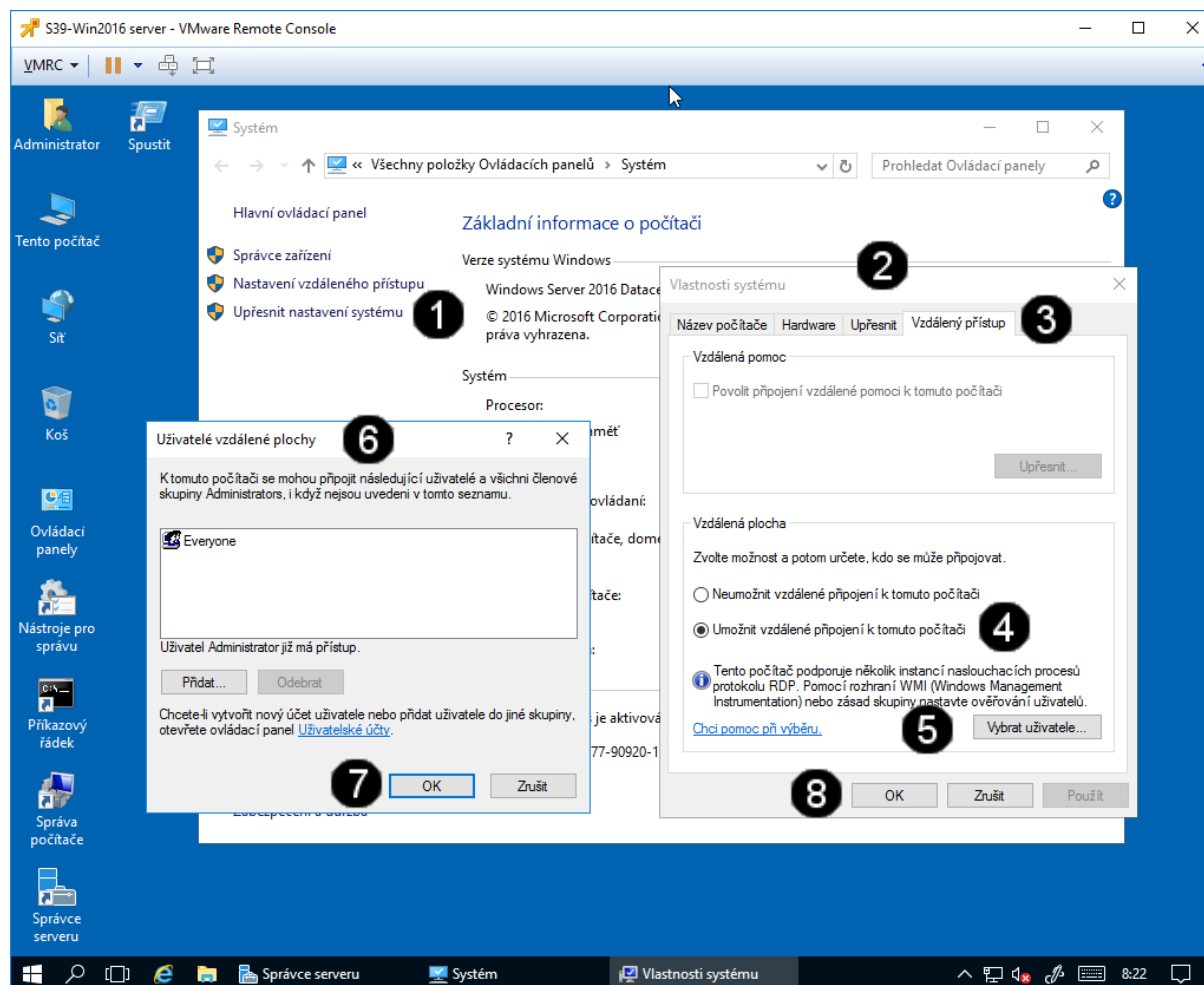 S39-Win2016 server - VMware Remote Console
VMRC
Administrator
Spustit
Tento počítač
Síť
Koš
Ovládací
panely
Nástroje pro
správu
Příkazový
řádek
Správa
počítače
Správce
serveru
Systém
« Všechny položky Ovládacích panelů > Systém
Prohledat Ovládací panely
?
Hlavní ovládací panel
Správce zařízení
Nastavení vzdáleného přístupu
Upřesnit nastavení systému
1
Základní informace o počítači
Verze systému Windows
Windows Server 2016
© 2016 Microsoft
práva vyhrazena.
Systém
Procesor:
2
Vlastnosti systému
Název počítače
Hardware
Upřesnit
Vzdálený přístup
3
Vzdálená pomoc
Povolit připojení vzdálené pomoci k tomuto počítači
Upřesnit...
Vzdálená plocha
Zvolte možnost a potom určete, kdo se může připojovat.
Neumožnit vzdálené připojení k tomuto počítači
Umožnit vzdálené připojení k tomuto počítači
4
Tento počítač podporuje několik instancí naslouchacích procesů
protokolu RDP. Pomocí rozhraní WMI (Windows Management
Instrumentation) nebo zásad skupiny nastavte ověřování uživatelů.
Chci pomoc při výběru.
5
Vybrat uživatele...
8
OK
Zrušit
Použít
Uživatelé vzdálené plochy
6
?
K tomuto počítači se mohou připojit následující uživatelé a všichni členové
skupiny Administrators, i když nejsou uvedeni v tomto seznamu.
Everyone
Uživatel Administrator již má přístup.
Přidat...
Odebrat
Chcete-li vytvořit nový účet uživatele nebo přidat uživatele do jiné skupiny,
otevřete ovládací panel Uživatelské účty.
7
OK
Zrušit
ovládaní:
je aktivová
77-90920-1
Správce serveru
Systém
Vlastnosti systému
8:22